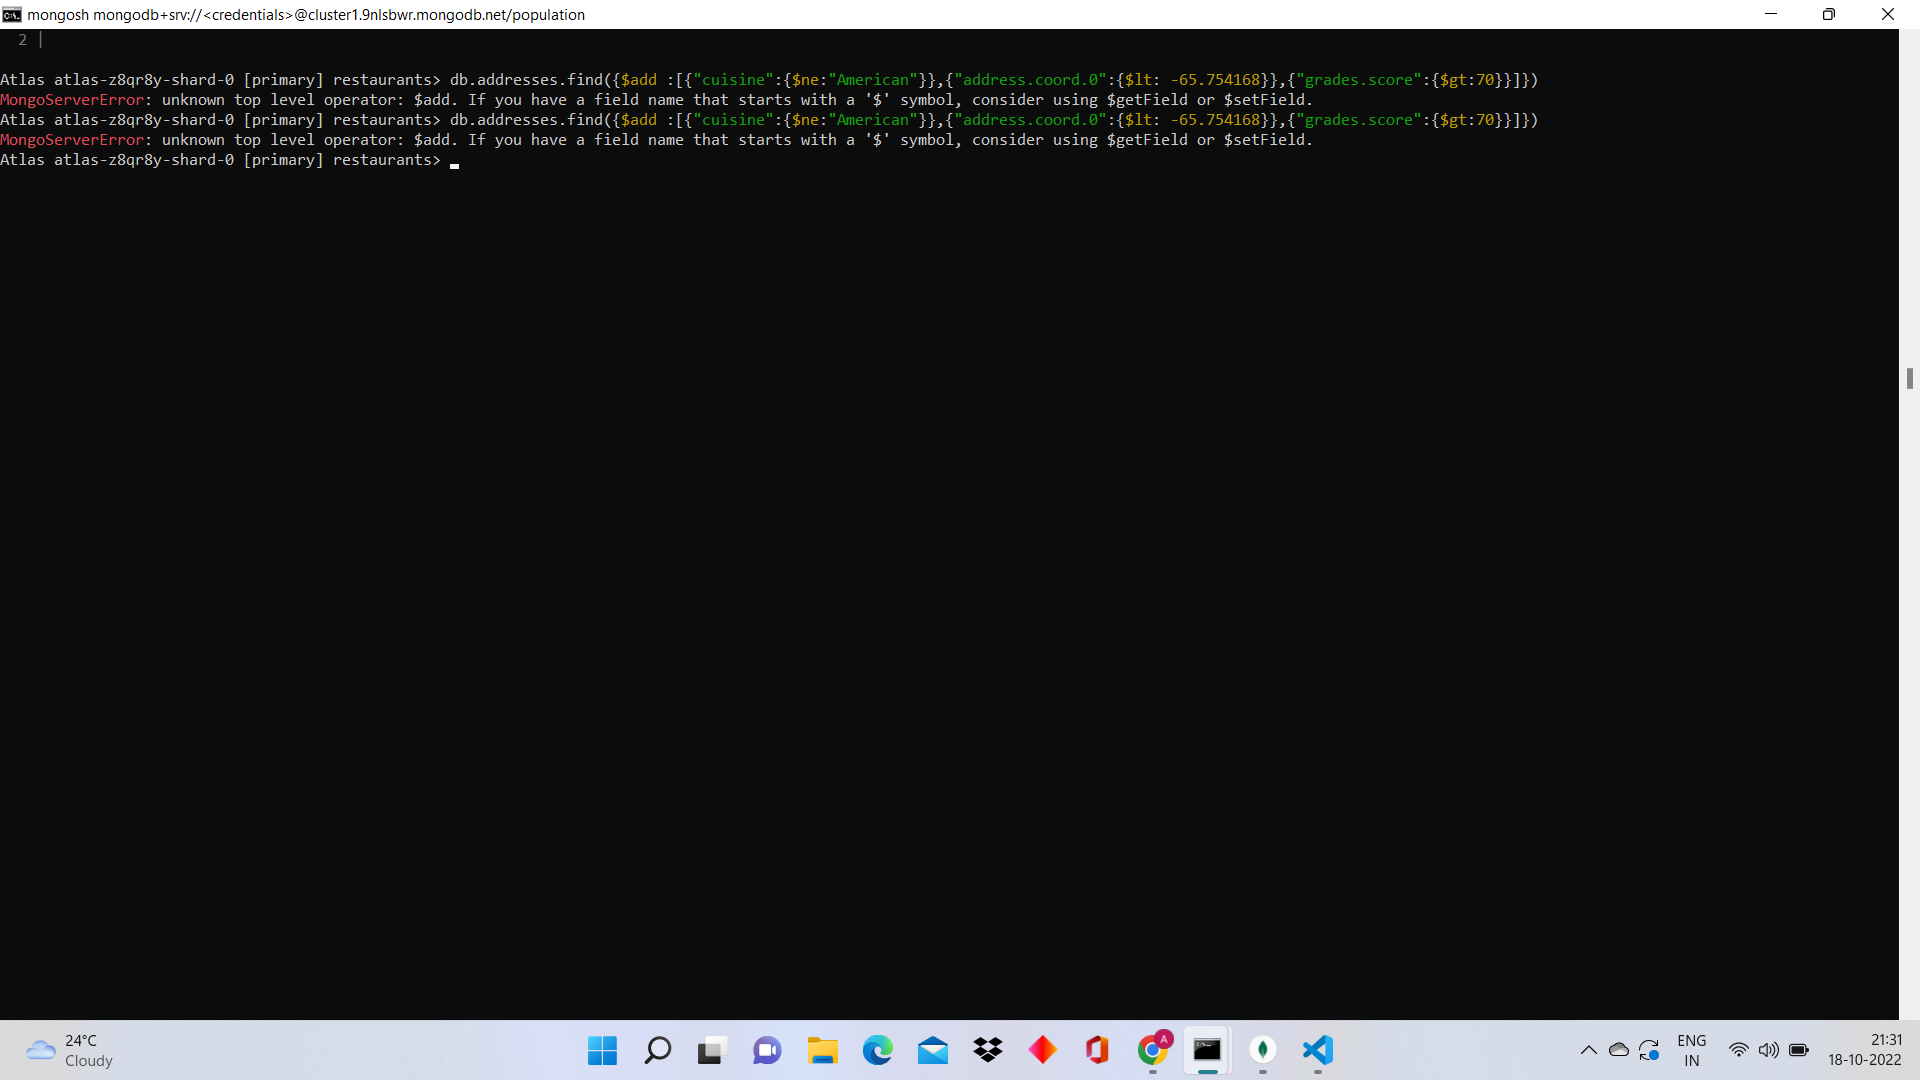 mongosh mongodb+srv://<credentials>@cluster1.9nlsbwr.mongodb.net/population
2 |
Atlas atlas-z8qr8y-shard-0 [primary] restaurants> db.addresses.find({$add :[{"cuisine":{$ne:"American"}},{"address.coord.0":{$lt: -65.754168}},{"grades.score":{$gt:70}}]})
MongoServerError: unknown top level operator: $add. If you have a field name that starts with a '$' symbol, consider using $getField or $setField.
Atlas atlas-z8qr8y-shard-0 [primary] restaurants> db.addresses.find({$add :[{"cuisine":{$ne:"American"}},{"address.coord.0":{$lt: -65.754168}},{"grades.score":{$gt:70}}]})
MongoServerError: unknown top level operator: $add. If you have a field name that starts with a '$' symbol, consider using $getField or $setField.
Atlas atlas-z8qr8y-shard-0 [primary] restaurants>
24°C
Cloudy
A
ENG
IN
21:31
18-10-2022